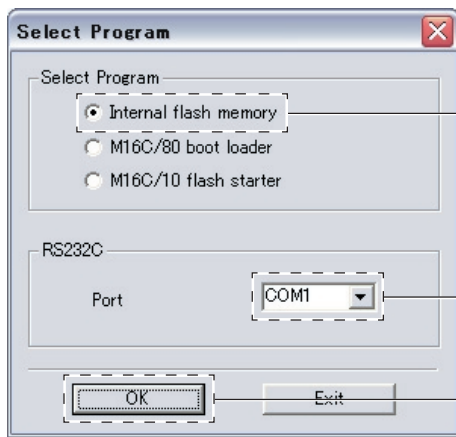 Select Program
Select Program
Internal flash memory
M16C/80 boot loader
M16C/10 flash starter
RS232C
Port
COM1
OK
Exit